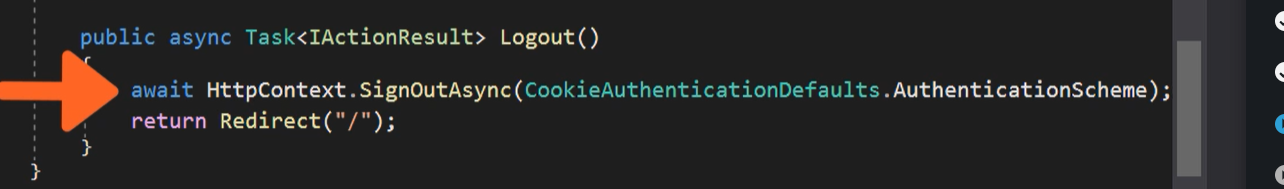 public async Task<IActionResult> Logout()
{
await HttpContext.SignOutAsync(CookieAuthenticationDefaults.AuthenticationScheme);
return Redirect("/");
}
}